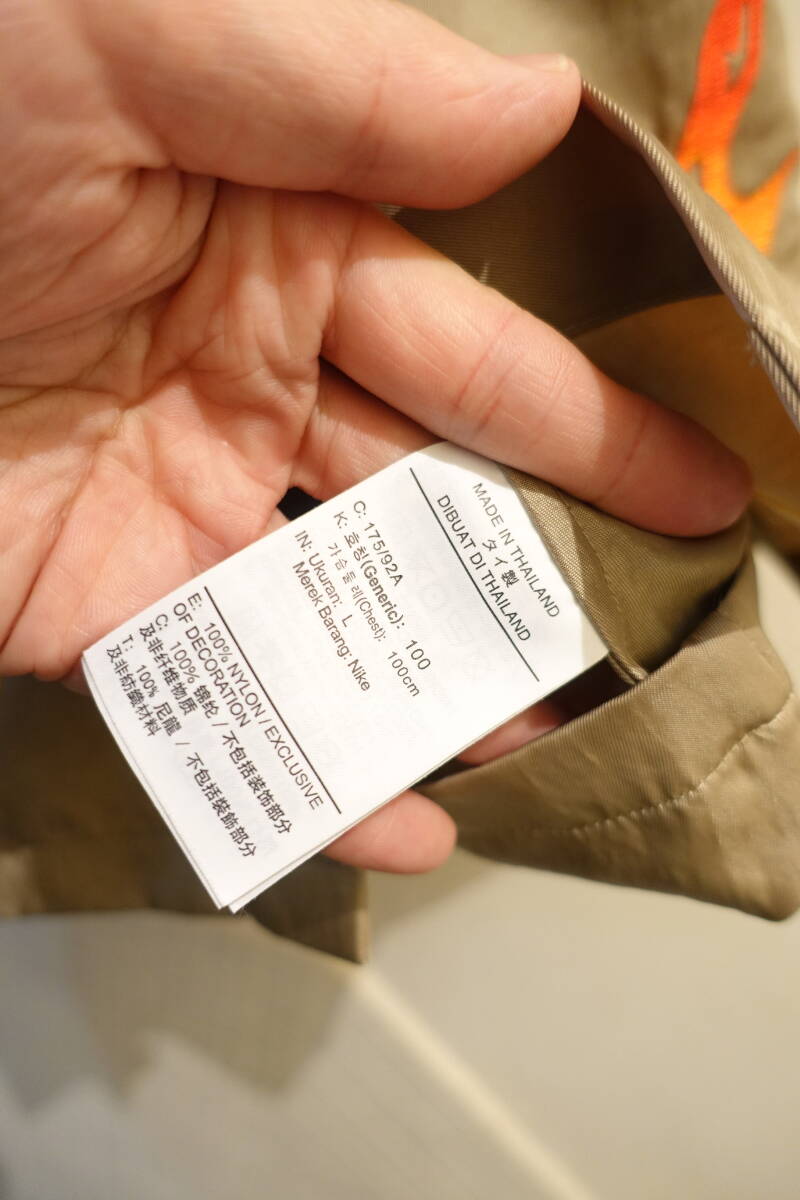 MADE IN THAILAND
タイ製
DIBUAT DI THAILAND
C: 175/92A
K: 호칭(Generic): 100
가슴둘레(Chest): 100cm
IN: Ukuran: L
Merek Barang: Nike
E: 100% NYLON / EXCLUSIVE
OF DECORATION
C: 100% 锦纶 / 不包括装饰部分
及非纤维物质
T: 100% 尼龍 / 不包括裝飾部分
及非紡織材料